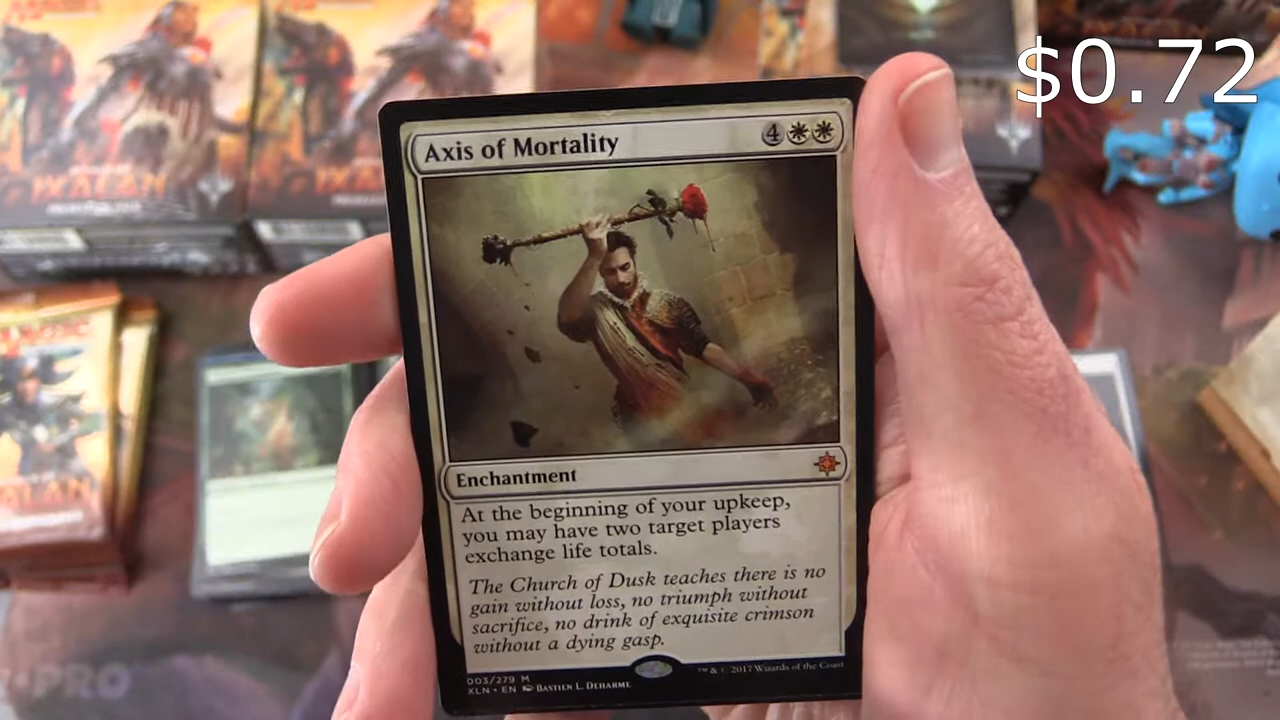 $0.72
Axis of Mortality
4
Enchantment
At the beginning of your upkeep,
you may have two target players
exchange life totals.
The Church of Dusk teaches there is no
gain without loss, no triumph without
sacrifice, no drink of exquisite crimson
without a dying gasp.
003/279 M
XLN • EN BASTIEN L. DEHARME
™ & © 2017 Wizards of the Coast
IXALAN
IXALAN
PRO